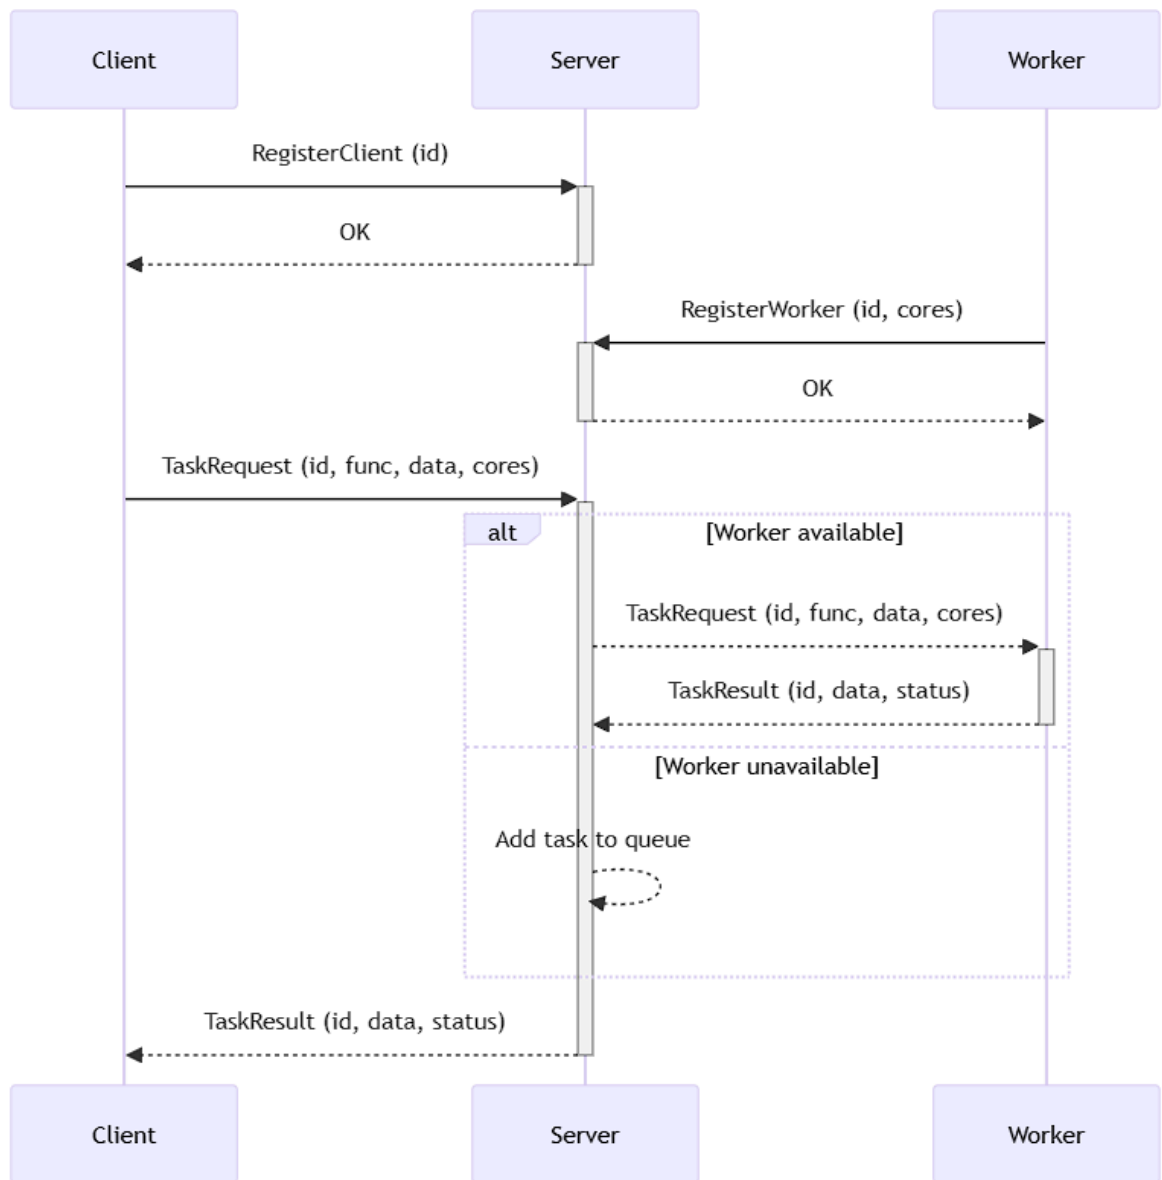 Client
Server
Worker
RegisterClient (id)
OK
RegisterWorker (id, cores)
OK
TaskRequest (id, func, data, cores)
alt
[Worker available]
TaskRequest (id, func, data, cores)
TaskResult (id, data, status)
[Worker unavailable]
Add task to queue
TaskResult (id, data, status)
Client
Server
Worker